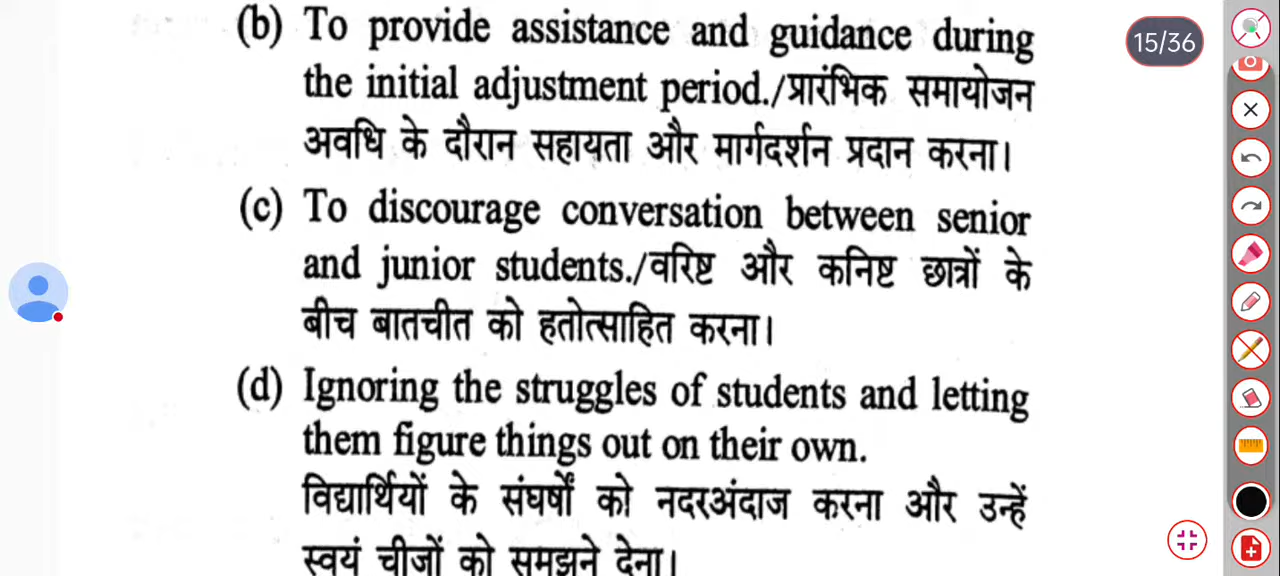 (b) To provide assistance and guidance during
the initial adjustment period./प्रारंभिक समायोजन
अवधि के दौरान सहायता और मार्गदर्शन प्रदान करना।
(c) To discourage conversation between senior
and junior students./वरिष्ट और कनिष्ट छात्रों के
बीच बातचीत को हतोत्साहित करना।
(d) Ignoring the struggles of students and letting
them figure things out on their own.
विद्यार्थियों के संघर्षों को नदरअंदाज करना और उन्हें
स्वयं चीजों को समझने देना।
15/36